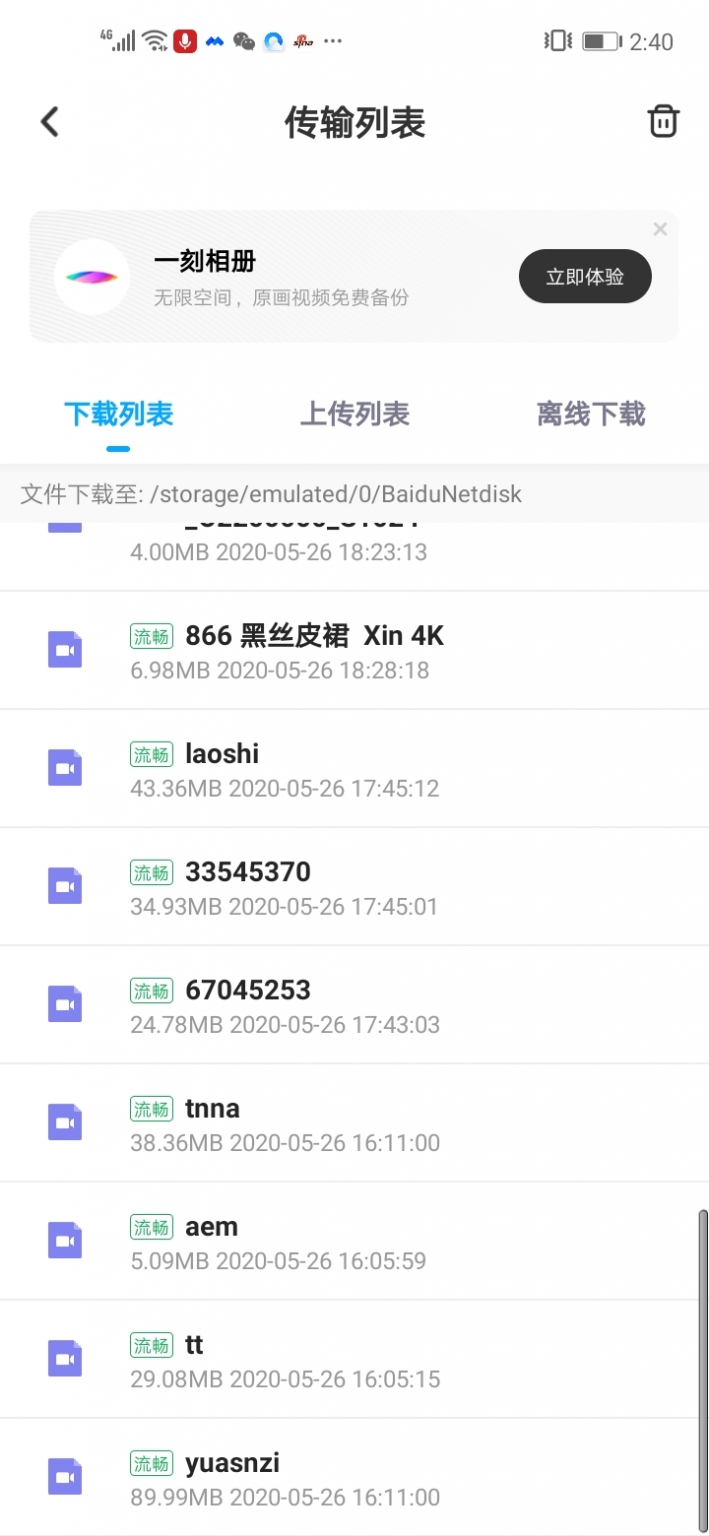 4G 2:40
传输列表
一刻相册
无限空间，原画视频免费备份
立即体验
下载列表 上传列表 离线下载
文件下载至: /storage/emulated/0/BaiduNetdisk
4.00MB 2020-05-26 18:23:13
流畅 866 黑丝皮裙 Xin 4K
6.98MB 2020-05-26 18:28:18
流畅 laoshi
43.36MB 2020-05-26 17:45:12
流畅 33545370
34.93MB 2020-05-26 17:45:01
流畅 67045253
24.78MB 2020-05-26 17:43:03
流畅 tnna
38.36MB 2020-05-26 16:11:00
流畅 aem
5.09MB 2020-05-26 16:05:59
流畅 tt
29.08MB 2020-05-26 16:05:15
流畅 yuasnzi
89.99MB 2020-05-26 16:11:00